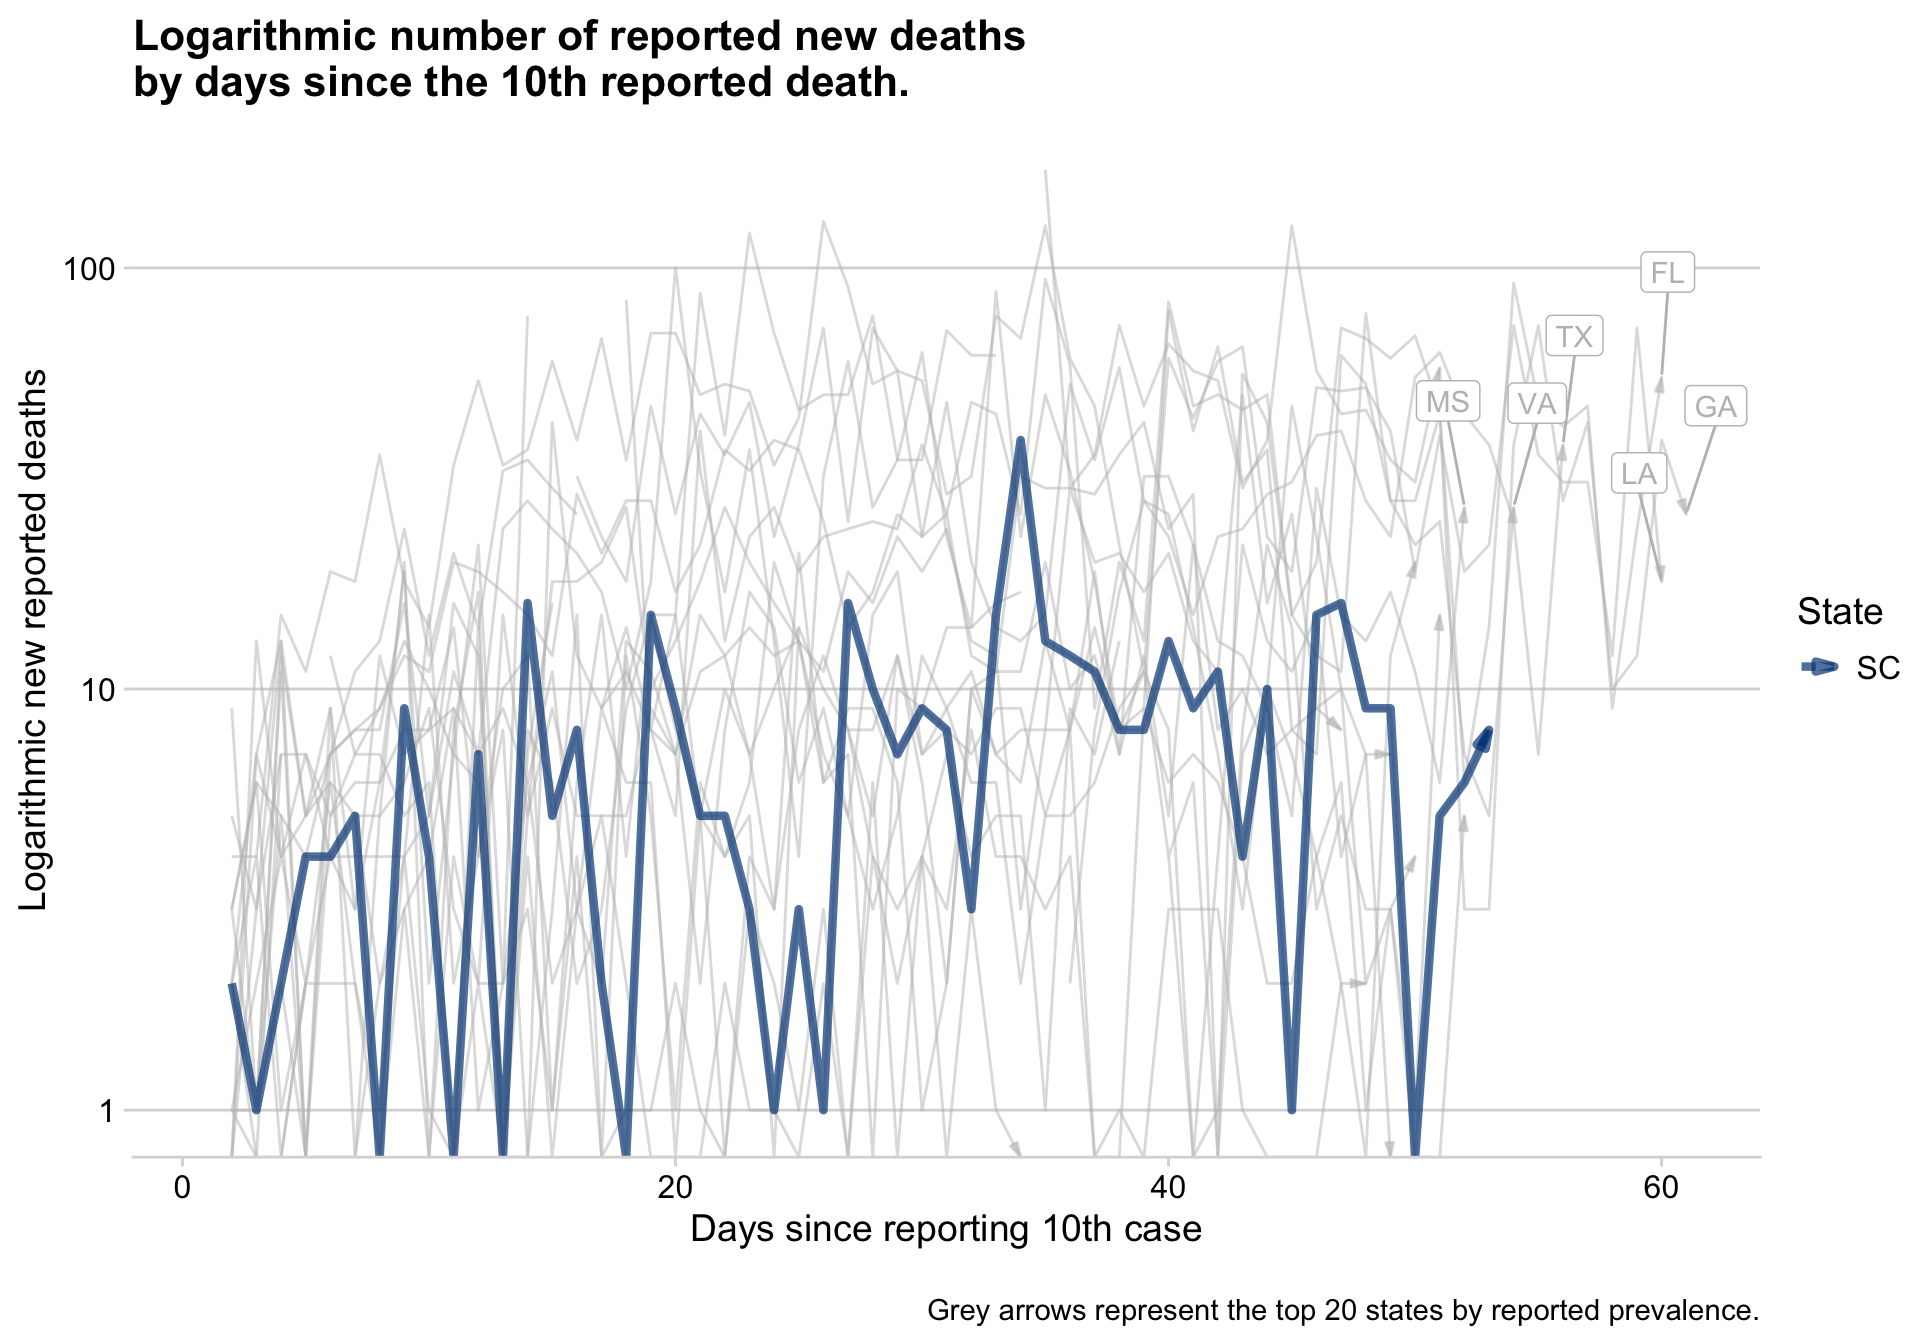 Logarithmic number of reported new deaths
by days since the 10th reported death.
Logarithmic new reported deaths
100
10
1
FL
TX
MS
VA
GA
LA
State
SC
0
20
40
60
Days since reporting 10th case
Grey arrows represent the top 20 states by reported prevalence.